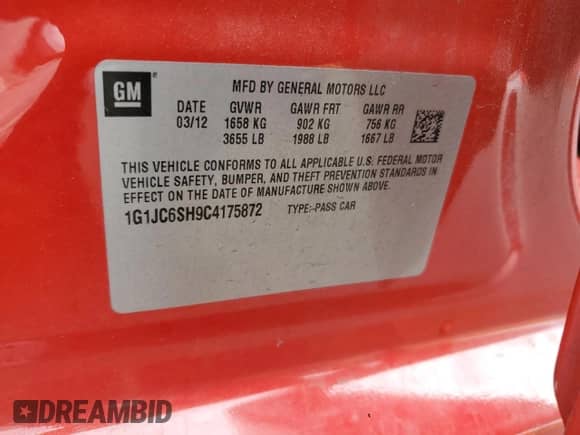 GM
MFD BY GENERAL MOTORS LLC
DATE GVWR GAWR FRT GAWR RR
03/12 1658 KG 902 KG 756 KG
3655 LB 1988 LB 1667 LB
THIS VEHICLE CONFORMS TO ALL APPLICABLE U.S. FEDERAL MOTOR
VEHICLE SAFETY, BUMPER, AND THEFT PREVENTION STANDARDS IN
EFFECT ON THE DATE OF MANUFACTURE SHOWN ABOVE.
1G1JC6SH9C4175872 TYPE: PASS CAR
DREAMBID